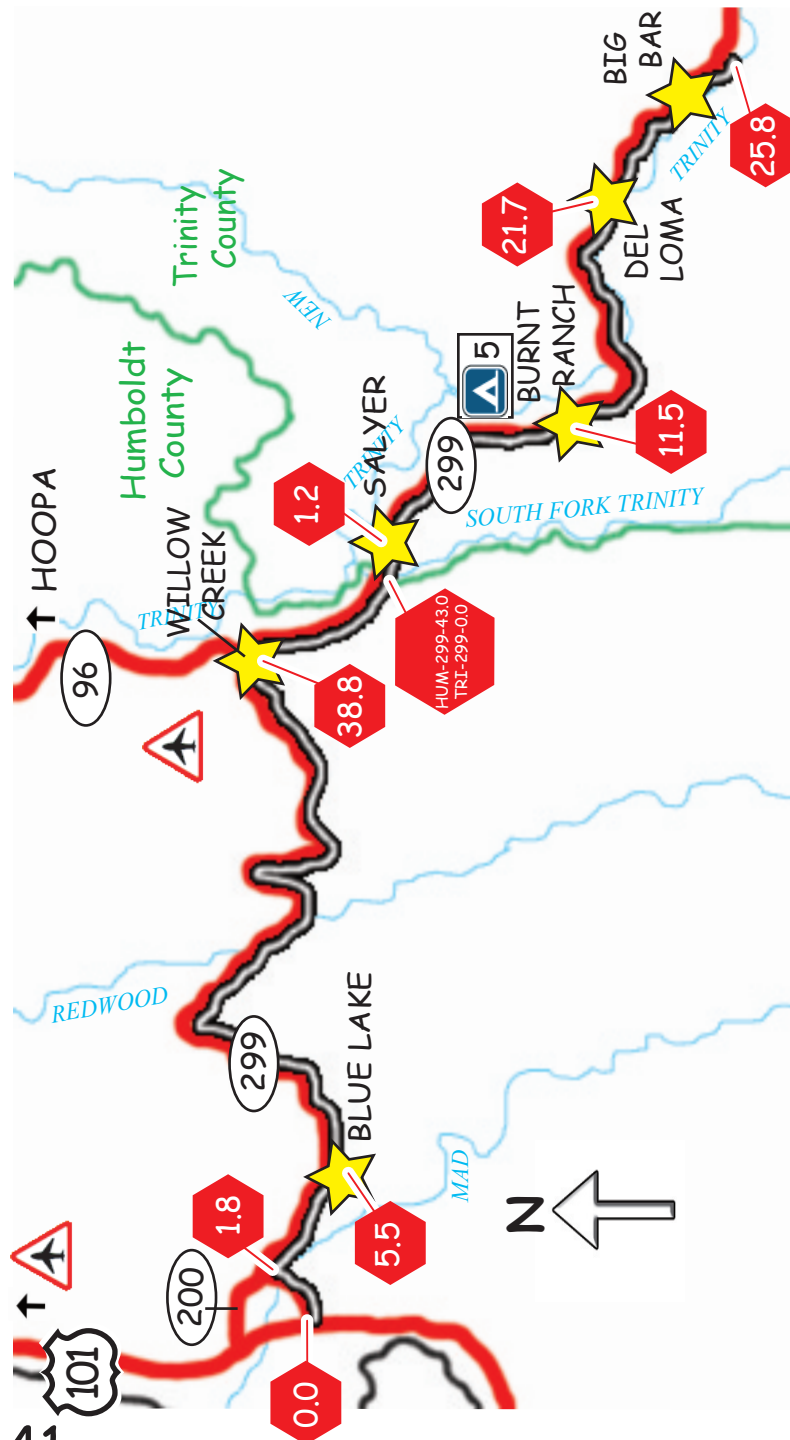 41
101
200
0.0
1.8
5.5
BLUE LAKE
MAD
N
299
REDWOOD
96
HOOPA
WILLOW
CREEK
38.8
TRINITY
Humboldt
County
Trinity
County
HUM-299-43.0
TRI-299-0.0
1.2
SALYER
TRINITY
299
SOUTH FORK TRINITY
NEW
5
BURNT
RANCH
11.5
21.7
DEL
LOMA
BIG
BAR
TRINITY
25.8